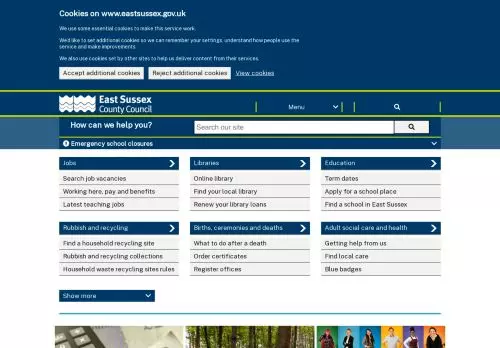 Cookies on www.eastsussex.gov.uk
We use some essential cookies to make this service work.
We'd like to set additional cookies so we can remember your settings, understand how people use the
service and make improvements.
We also use cookies set by other sites to help us deliver content from their services.
Accept additional cookies
Reject additional cookies
View cookies
East Sussex
County Council
Menu
How can we help you?
Search our site
Emergency school closures
Jobs
Search job vacancies
Working here, pay and benefits
Latest teaching jobs
Libraries
Online library
Find your local library
Renew your library loans
Education
Term dates
Apply for a school place
Find a school in East Sussex
Rubbish and recycling
Find a household recycling site
Rubbish and recycling collections
Household waste recycling sites rules
Births, ceremonies and deaths
What to do after a death
Order certificates
Register offices
Adult social care and health
Getting help from us
Find local care
Blue badges
Show more